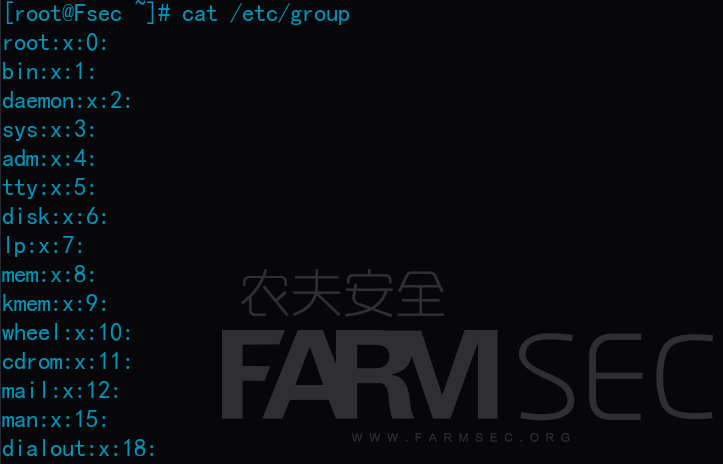 [root@Fsec ~]# cat /etc/group
root:x:0:
bin:x:1:
daemon:x:2:
sys:x:3:
adm:x:4:
tty:x:5:
disk:x:6:
lp:x:7:
mem:x:8:
kmem:x:9:
wheel:x:10:
cdrom:x:11:
mail:x:12:
man:x:15:
dialout:x:18:
农夫安全
FARMSEC
WWW.FARMSEC.ORG